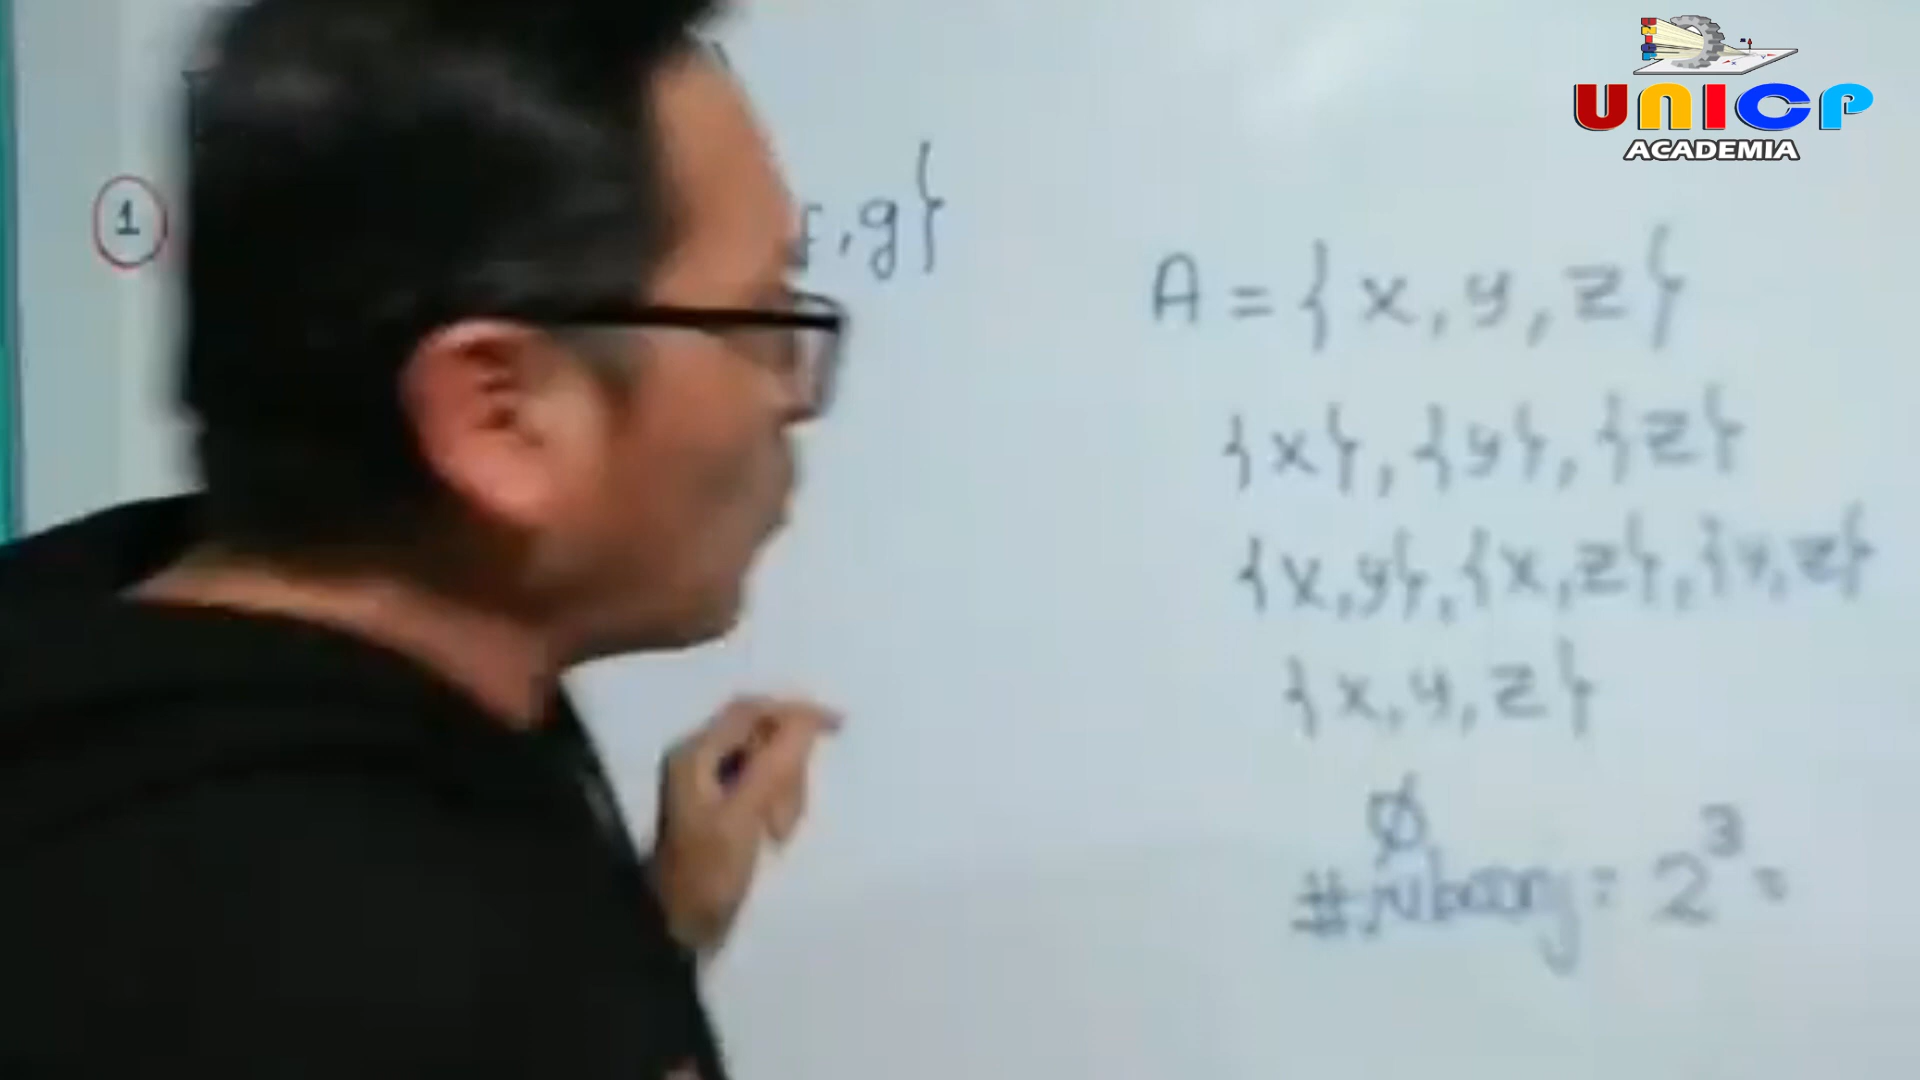 UNICP
ACADEMIA
1
,g}
A = { x, y, z }
{x}, {y}, {z}
{x,y}, {x,z}, {y,z}
{x,y,z}
∅
#subconj = 2³ =